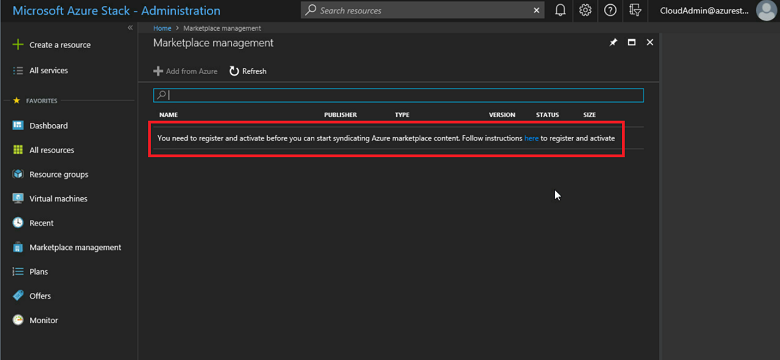 Microsoft Azure Stack - Administration
Search resources
CloudAdmin@azurest...
Create a resource
All services
FAVORITES
Dashboard
All resources
Resource groups
Virtual machines
Recent
Marketplace management
Plans
Offers
Monitor
Home > Marketplace management
Marketplace management
Add from Azure Refresh
NAME PUBLISHER TYPE VERSION STATUS SIZE
You need to register and activate before you can start syndicating Azure marketplace content. Follow instructions here to register and activate